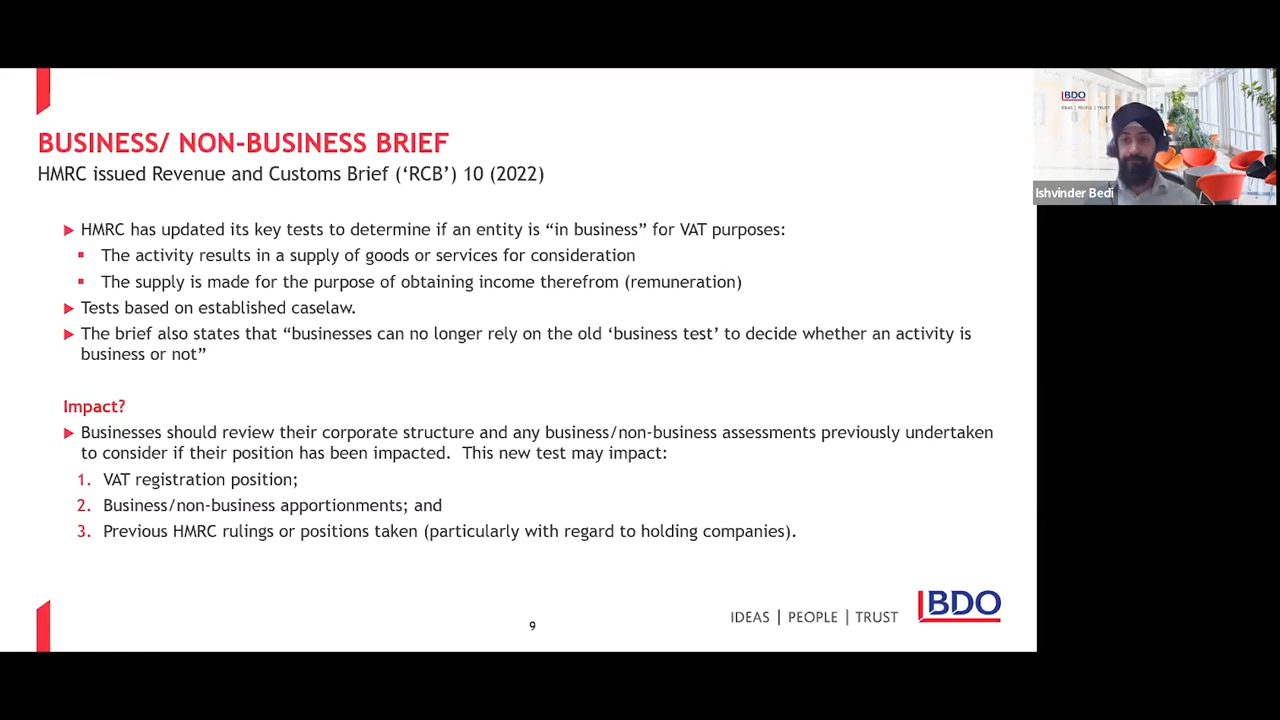 BUSINESS/ NON-BUSINESS BRIEF
HMRC issued Revenue and Customs Brief (‘RCB’) 10 (2022)
HMRC has updated its key tests to determine if an entity is “in business” for VAT purposes:
The activity results in a supply of goods or services for consideration
The supply is made for the purpose of obtaining income therefrom (remuneration)
Tests based on established caselaw.
The brief also states that “businesses can no longer rely on the old ‘business test’ to decide whether an activity is
business or not”
Impact?
Businesses should review their corporate structure and any business/non-business assessments previously undertaken
to consider if their position has been impacted.  This new test may impact:
1. VAT registration position;
2. Business/non-business apportionments; and
3. Previous HMRC rulings or positions taken (particularly with regard to holding companies).
9
IDEAS | PEOPLE | TRUST
BDO
BDO
IDEAS | PEOPLE | TRUST
Ishvinder Bedi